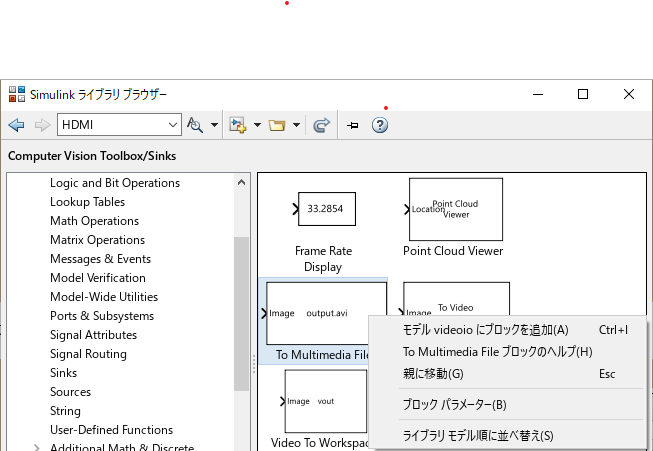 Simulink ライブラリ ブラウザー
HDMI
Computer Vision Toolbox/Sinks
Logic and Bit Operations
Lookup Tables
Math Operations
Matrix Operations
Messages & Events
Model Verification
Model-Wide Utilities
Ports & Subsystems
Signal Attributes
Signal Routing
Sinks
Sources
String
User-Defined Functions
Additional Math & Discrete
33.2854
Frame Rate
Display
Location
Point Cloud
Viewer
Point Cloud Viewer
Image output.avi
To Multimedia File
Image
To Video
Image vout
Video To Workspac
モデル videoio にブロックを追加(A) Ctrl+I
To Multimedia File ブロックのヘルプ(H)
親に移動(G) Esc
ブロック パラメーター(B)
ライブラリ モデル順に並べ替え(S)